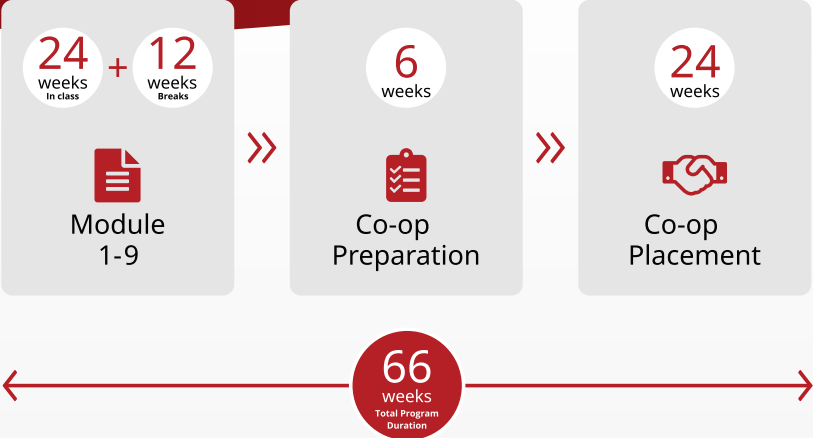 24
weeks
In class
+
12
weeks
Breaks
Module
1-9
6
weeks
Co-op
Preparation
24
weeks
Co-op
Placement
66
weeks
Total Program
Duration